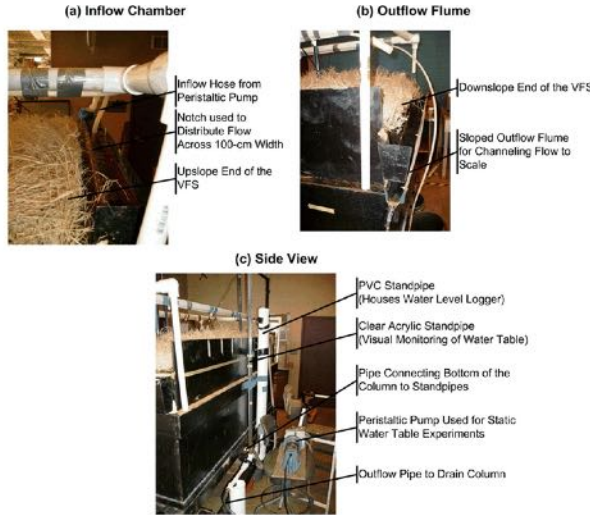 (a) Inflow Chamber
Inflow Hose from
Peristaltic Pump
Notch used to
Distribute Flow
Across 100-cm Width
Upslope End of the
VFS
(b) Outflow Flume
Downslope End of the VFS
Sloped Outflow Flume
for Channeling Flow to
Scale
(c) Side View
PVC Standpipe
(Houses Water Level Logger)
Clear Acrylic Standpipe
(Visual Monitoring of Water Table)
Pipe Connecting Bottom of the
Column to Standpipes
Peristaltic Pump Used for Static
Water Table Experiments
Outflow Pipe to Drain Column